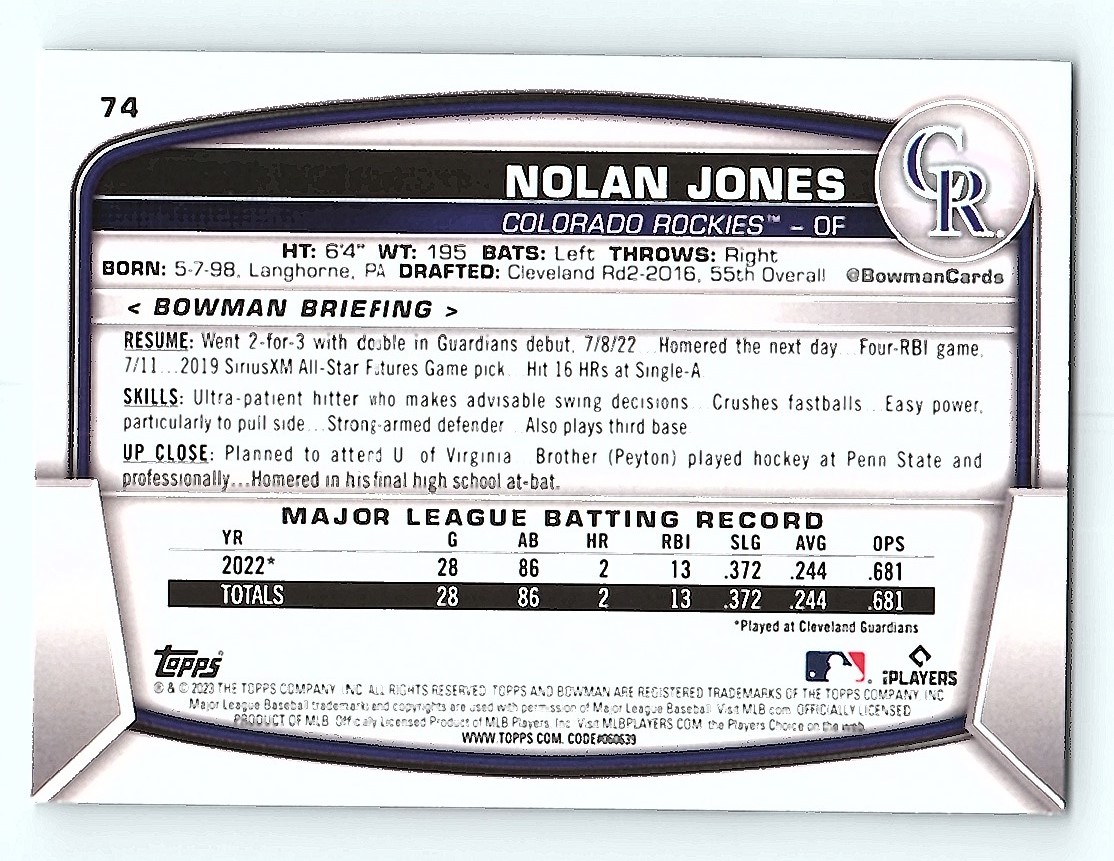 74
NOLAN JONES
CR
COLORADO ROCKIES™ - OF
HT: 6'4" WT: 195 BATS: Left THROWS: Right
BORN: 5-7-98, Langhorne, PA DRAFTED: Cleveland Rd2-2016, 55th Overall @BowmanCards
< BOWMAN BRIEFING >
RESUME: Went 2-for-3 with double in Guardians debut, 7/8/22...Homered the next day...Four-RBI game,
7/11...2019 SiriusXM All-Star Futures Game pick...Hit 16 HRs at Single-A.
SKILLS: Ultra-patient hitter who makes advisable swing decisions...Crushes fastballs...Easy power,
particularly to pull side...Strong-armed defender...Also plays third base.
UP CLOSE: Planned to attend U. of Virginia...Brother (Peyton) played hockey at Penn State and
professionally...Homered in his final high school at-bat.
MAJOR LEAGUE BATTING RECORD
YR G AB HR RBI SLG AVG OPS
2022* 28 86 2 13 .372 .244 .681
TOTALS 28 86 2 13 .372 .244 .681
*Played at Cleveland Guardians
topps
PLAYERS
® & © 2023 THE TOPPS COMPANY, INC. ALL RIGHTS RESERVED. TOPPS AND BOWMAN ARE REGISTERED TRADEMARKS OF THE TOPPS COMPANY, INC.
Major League Baseball trademarks and copyrights are used with permission of Major League Baseball. Visit MLB.com. OFFICIALLY LICENSED
PRODUCT OF MLB Officially Licensed Product of MLB Players, Inc. Visit MLBPLAYERS.COM, the Players Choice on the web.
WWW.TOPPS.COM. CODE#060639